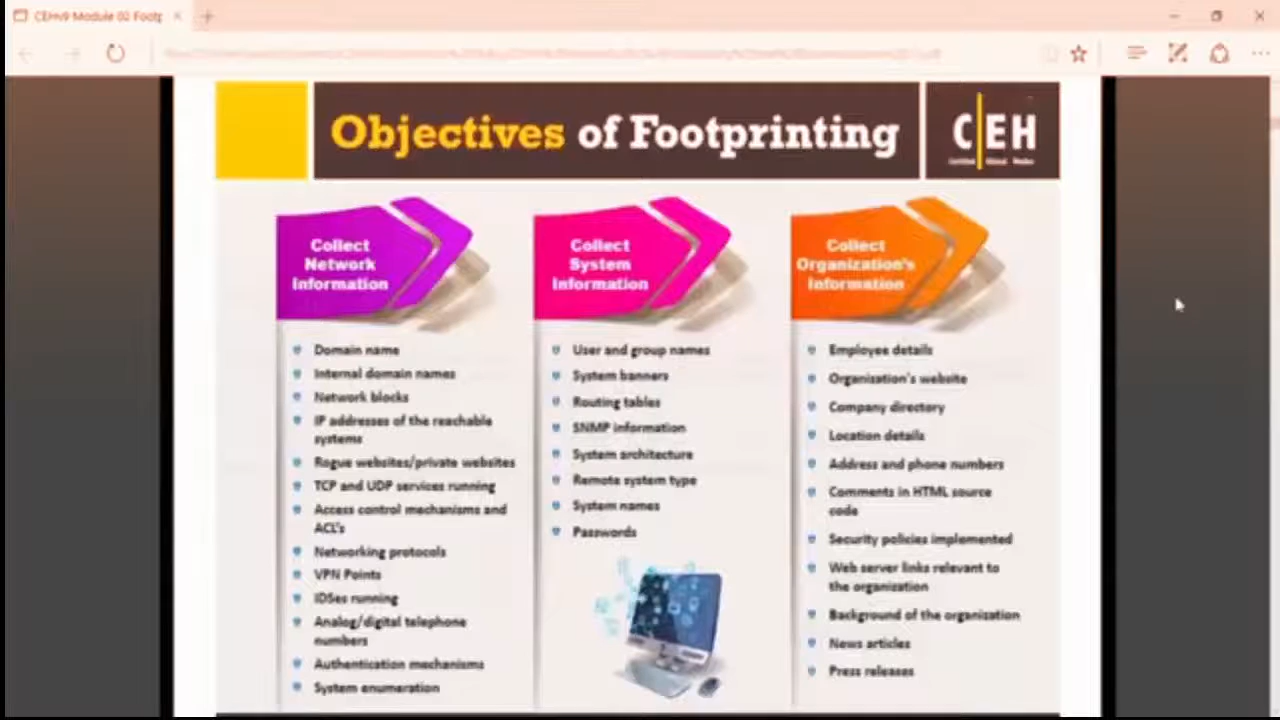 CEHv9 Module 02 Footp
Objectives of Footprinting
C|EH
Collect
Network
Information
Domain name
Internal domain names
Network blocks
IP addresses of the reachable
systems
Rogue websites/private websites
TCP and UDP services running
Access control mechanisms and
ACL's
Networking protocols
VPN Points
IDSes running
Analog/digital telephone
numbers
Authentication mechanisms
System enumeration
Collect
System
Information
User and group names
System banners
Routing tables
SNMP information
System architecture
Remote system type
System names
Passwords
Collect
Organization's
Information
Employee details
Organization's website
Company directory
Location details
Address and phone numbers
Comments in HTML source
code
Security policies implemented
Web server links relevant to
the organization
Background of the organization
News articles
Press releases